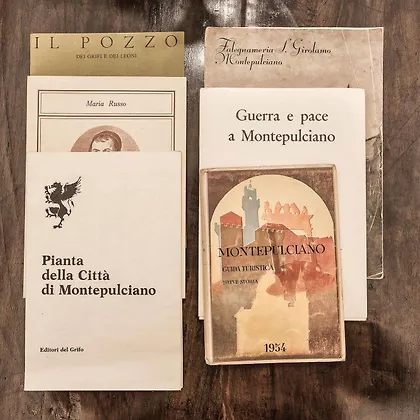 IL POZZO
DEI GRIFI E DEI LEONI
Maria Russo
Pianta
della Città
di Montepulciano
Editori del Grifo
Falegnameria S. Girolamo
Montepulciano
Guerra e pace
a Montepulciano
MONTEPULCIANO
GUIDA TURISTICA
BREVE STORIA
1954